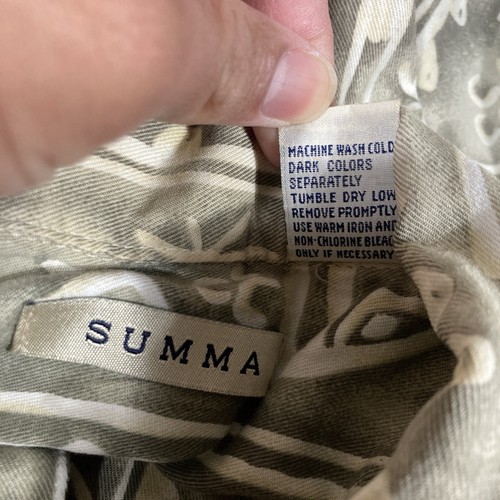 MACHINE WASH COLD
DARK COLORS
SEPARATELY
TUMBLE DRY LOW
REMOVE PROMPTLY
USE WARM IRON AND
NON-CHLORINE BLEAC
ONLY IF NECESSARY
SUMMA